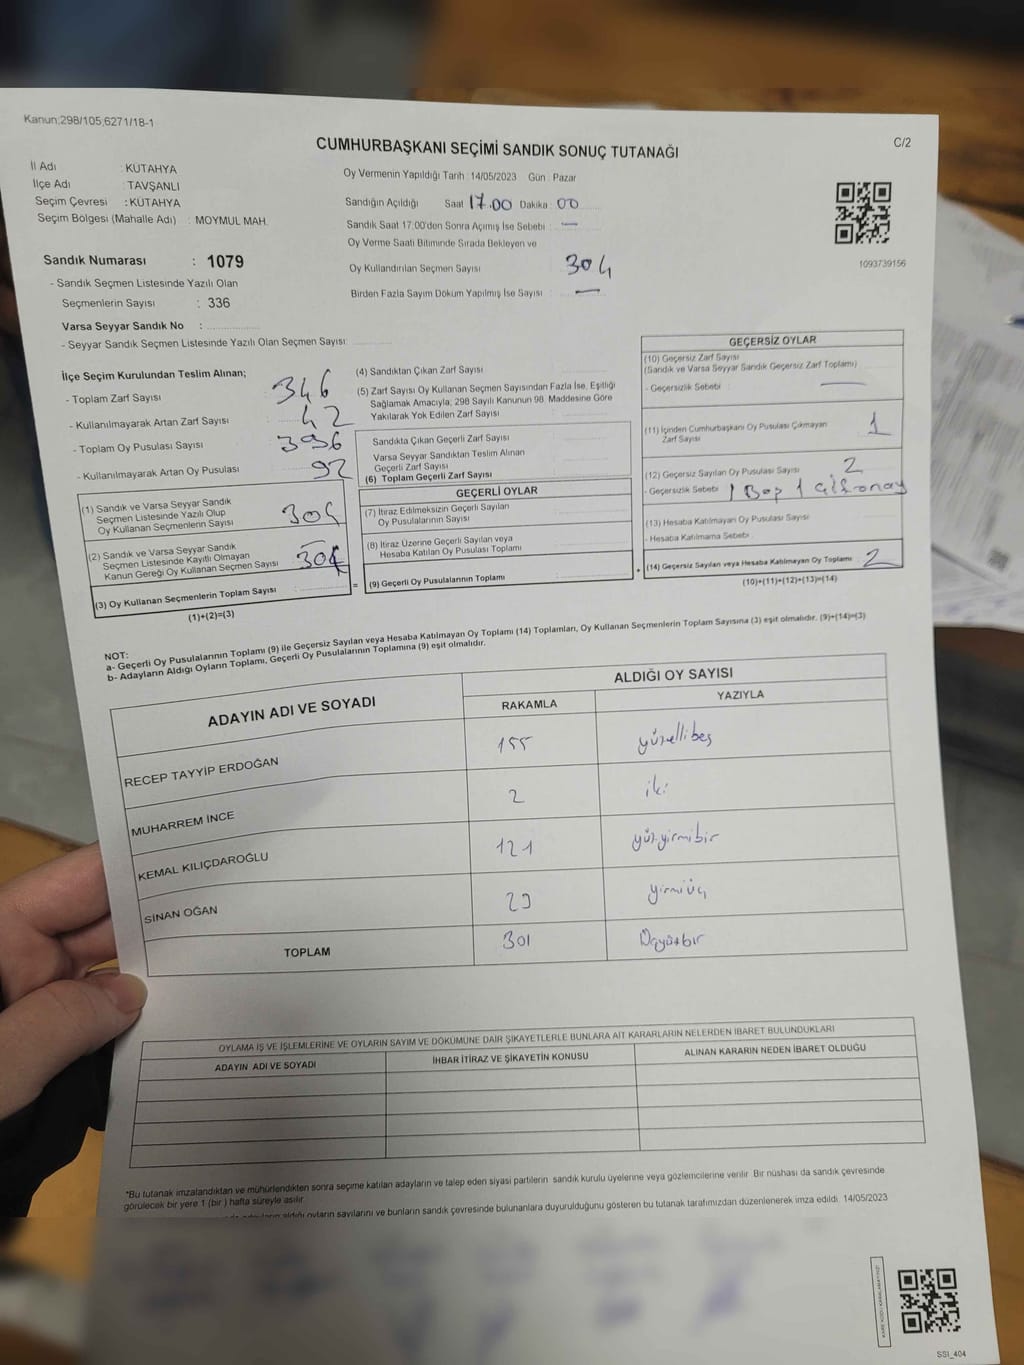 Kanun;298/105;6271/18-1
C/2
CUMHURBAŞKANI SEÇİMİ SANDIK SONUÇ TUTANAĞI
İl Adı : KÜTAHYA
İlçe Adı : TAVŞANLI
Seçim Çevresi : KÜTAHYA
Seçim Bölgesi (Mahalle Adı) : MOYMUL MAH.
Oy Vermenin Yapıldığı Tarih :14/05/2023 Gün : Pazar
Sandığın Açıldığı Saat 17.00 Dakika : 00
Sandık Saat 17:00'den Sonra Açılmış İse Sebebi : —
Oy Verme Saati Bitiminde Sırada Bekleyen ve
Oy Kullandırılan Seçmen Sayısı 304
Birden Fazla Sayım Döküm Yapılmış İse Sayısı : —
1093739156
Sandık Numarası : 1079
- Sandık Seçmen Listesinde Yazılı Olan
Seçmenlerin Sayısı : 336
Varsa Seyyar Sandık No :
- Seyyar Sandık Seçmen Listesinde Yazılı Olan Seçmen Sayısı:
İlçe Seçim Kurulundan Teslim Alınan;
- Toplam Zarf Sayısı 346
- Kullanılmayarak Artan Zarf Sayısı : 42
- Toplam Oy Pusulası Sayısı : 396
- Kullanılmayarak Artan Oy Pusulası 92
(1) Sandık ve Varsa Seyyar Sandık
Seçmen Listesinde Yazılı Olup
Oy Kullanan Seçmenlerin Sayısı 304
(2) Sandık ve Varsa Seyyar Sandık
Seçmen Listesinde Kayıtlı Olmayan
Kanun Gereği Oy Kullanan Seçmen Sayısı —
(3) Oy Kullanan Seçmenlerin Toplam Sayısı : 304
(1)+(2)=(3)
(4) Sandıktan Çıkan Zarf Sayısı
(5) Zarf Sayısı Oy Kullanan Seçmen Sayısından Fazla İse, Eşitliği
Sağlamak Amacıyla; 298 Sayılı Kanunun 98. Maddesine Göre
Yakılarak Yok Edilen Zarf Sayısı
Sandıkta Çıkan Geçerli Zarf Sayısı
Varsa Seyyar Sandıktan Teslim Alınan
Geçerli Zarf Sayısı
(6) Toplam Geçerli Zarf Sayısı
GEÇERLİ OYLAR
(7) İtiraz Edilmeksizin Geçerli Sayılan
Oy Pusulalarının Sayısı
(8) İtiraz Üzerine Geçerli Sayılan veya
Hesaba Katılan Oy Pusulası Toplamı
(9) Geçerli Oy Pusulalarının Toplamı
GEÇERSİZ OYLAR
(10) Geçersiz Zarf Sayısı
(Sandık ve Varsa Seyyar Sandık Geçersiz Zarf Toplamı)
- Geçersizlik Sebebi : —
(11) İçinden Cumhurbaşkanı Oy Pusulası Çıkmayan
Zarf Sayısı 1
(12) Geçersiz Sayılan Oy Pusulası Sayısı 2
- Geçersizlik Sebebi 1 Boş 1 çift onay
(13) Hesaba Katılmayan Oy Pusulası Sayısı
- Hesaba Katılmama Sebebi
(14) Geçersiz Sayılan veya Hesaba Katılmayan Oy Toplamı : 2
(10)+(11)+(12)+(13)=(14)
NOT:
a- Geçerli Oy Pusulalarının Toplamı (9) ile Geçersiz Sayılan veya Hesaba Katılmayan Oy Toplamı (14) Toplamları, Oy Kullanan Seçmenlerin Toplam Sayısına (3) eşit olmalıdır. (9)+(14)=(3)
b- Adayların Aldığı Oyların Toplamı, Geçerli Oy Pusulalarının Toplamına (9) eşit olmalıdır.
ADAYIN ADI VE SOYADI
ALDIĞI OY SAYISI
RAKAMLA YAZIYLA
RECEP TAYYİP ERDOĞAN 155 yüzellibeş
MUHARREM İNCE 2 iki
KEMAL KILIÇDAROĞLU 121 yüzyirmibir
SİNAN OĞAN 23 yirmiüç
TOPLAM 301 Üçyüzbir
OYLAMA İŞ VE İŞLEMLERİNE VE OYLARIN SAYIM VE DÖKÜMÜNE DAİR ŞİKAYETLERLE BUNLARA AİT KARARLARIN NELERDEN İBARET BULUNDUKLARI
ADAYIN ADI VE SOYADI İHBAR İTİRAZ VE ŞİKAYETİN KONUSU ALINAN KARARIN NEDEN İBARET OLDUĞU
*Bu tutanak imzalandıktan ve mühürlendikten sonra seçime katılan adayların ve talep eden siyasi partilerin sandık kurulu üyelerine veya gözlemcilerine verilir. Bir nüshası da sandık çevresinde
görülecek bir yere 1 (bir) hafta süreyle asılır.
aldığı oyların sayılarını ve bunların sandık çevresinde bulunanlara duyurulduğunu gösteren bu tutanak tarafımızdan düzenlenerek imza edildi. 14/05/2023
SSI_404